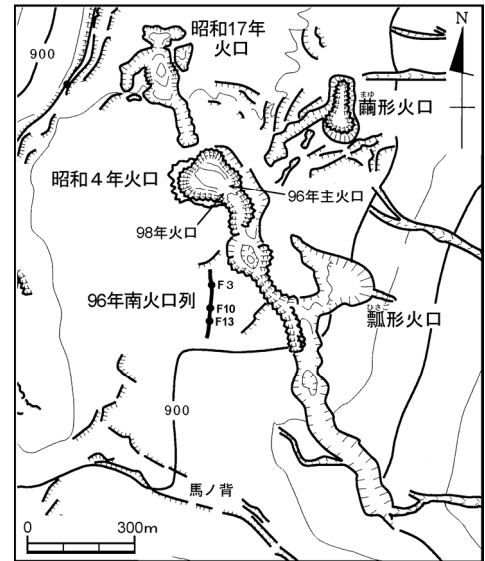 昭和17年
火口
900
N
まゆ
繭形火口
昭和4年火口
96年主火口
98年火口
96年南火口列
F3
F10
F13
ひさご
瓢形火口
900
馬ノ背
0 300m